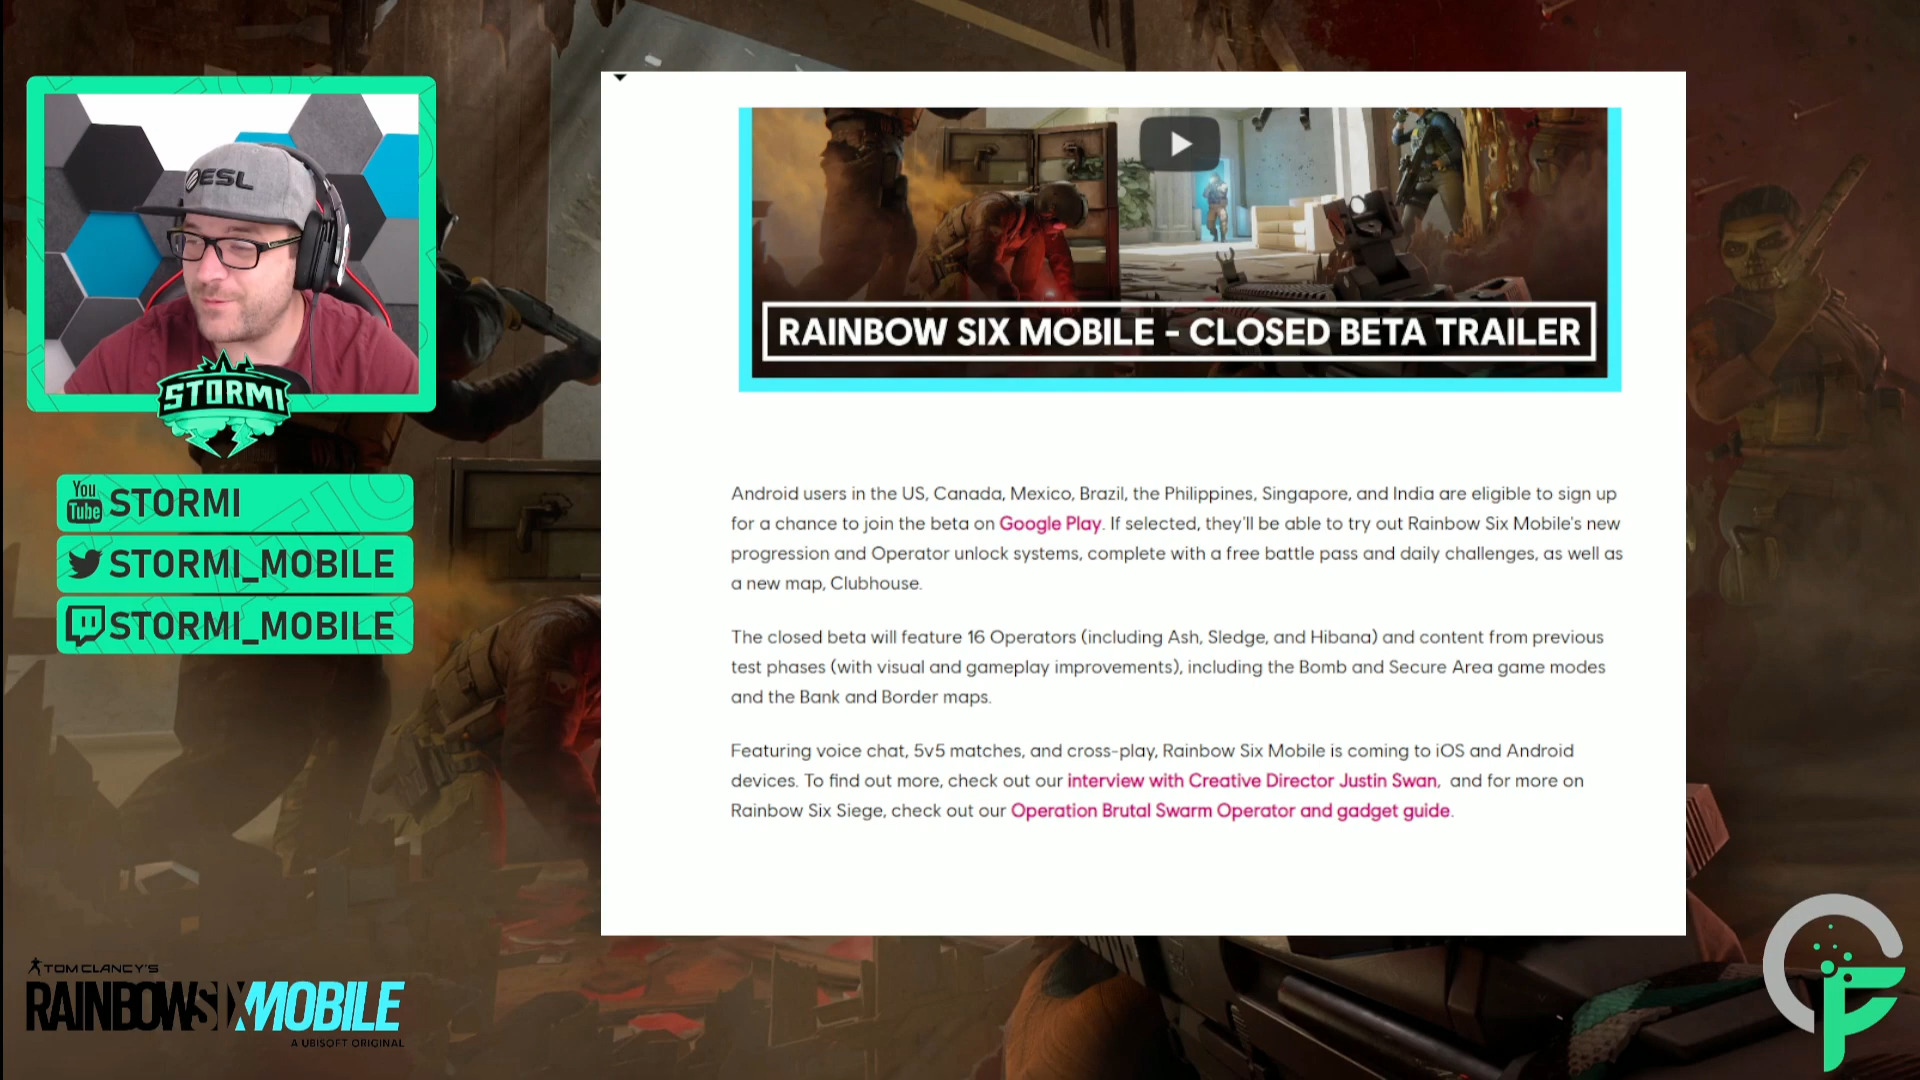 ESL
STORMI
You
Tube
STORMI
STORMI_MOBILE
STORMI_MOBILE
TOM CLANCY'S
RAINBOWSIXMOBILE
A UBISOFT ORIGINAL
RAINBOW SIX MOBILE - CLOSED BETA TRAILER
Android users in the US, Canada, Mexico, Brazil, the Philippines, Singapore, and India are eligible to sign up
for a chance to join the beta on Google Play. If selected, they'll be able to try out Rainbow Six Mobile's new
progression and Operator unlock systems, complete with a free battle pass and daily challenges, as well as
a new map, Clubhouse.
The closed beta will feature 16 Operators (including Ash, Sledge, and Hibana) and content from previous
test phases (with visual and gameplay improvements), including the Bomb and Secure Area game modes
and the Bank and Border maps.
Featuring voice chat, 5v5 matches, and cross-play, Rainbow Six Mobile is coming to iOS and Android
devices. To find out more, check out our interview with Creative Director Justin Swan, and for more on
Rainbow Six Siege, check out our Operation Brutal Swarm Operator and gadget guide.